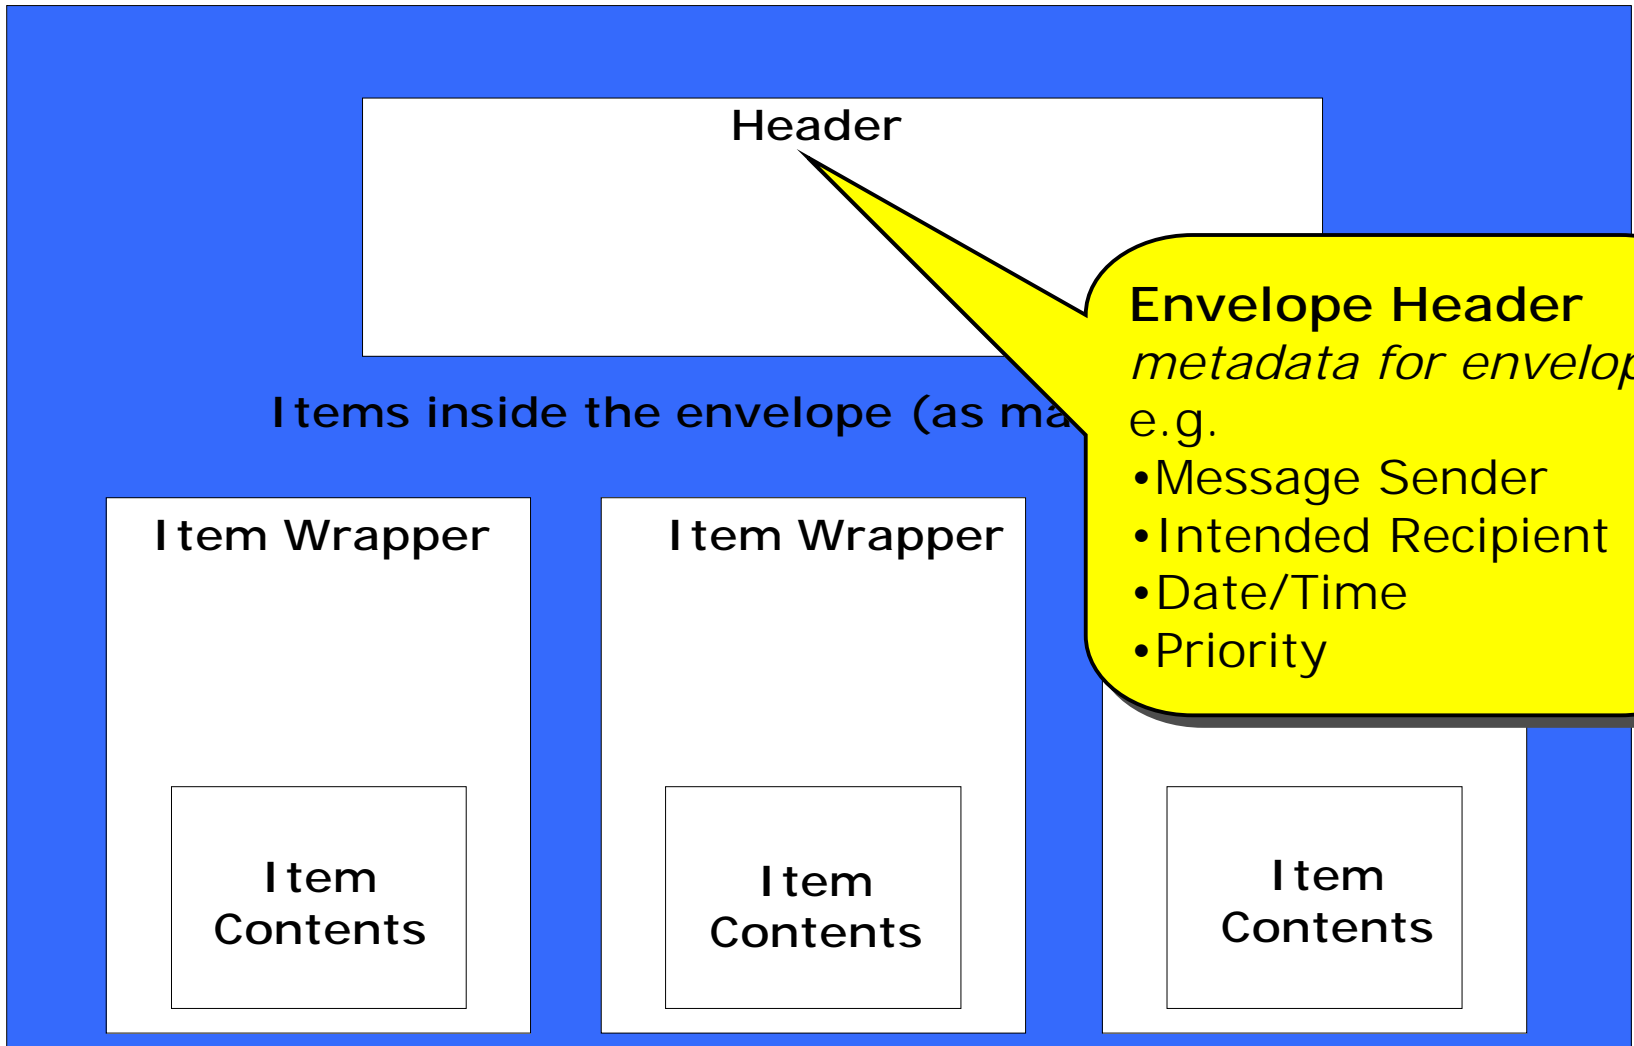 Header
Envelope Header
metadata for envelop
e.g.
•Message Sender
•Intended Recipient
•Date/Time
•Priority
Items inside the envelope (as ma
Item Wrapper
Item Wrapper
Item
Contents
Item
Contents
Item
Contents